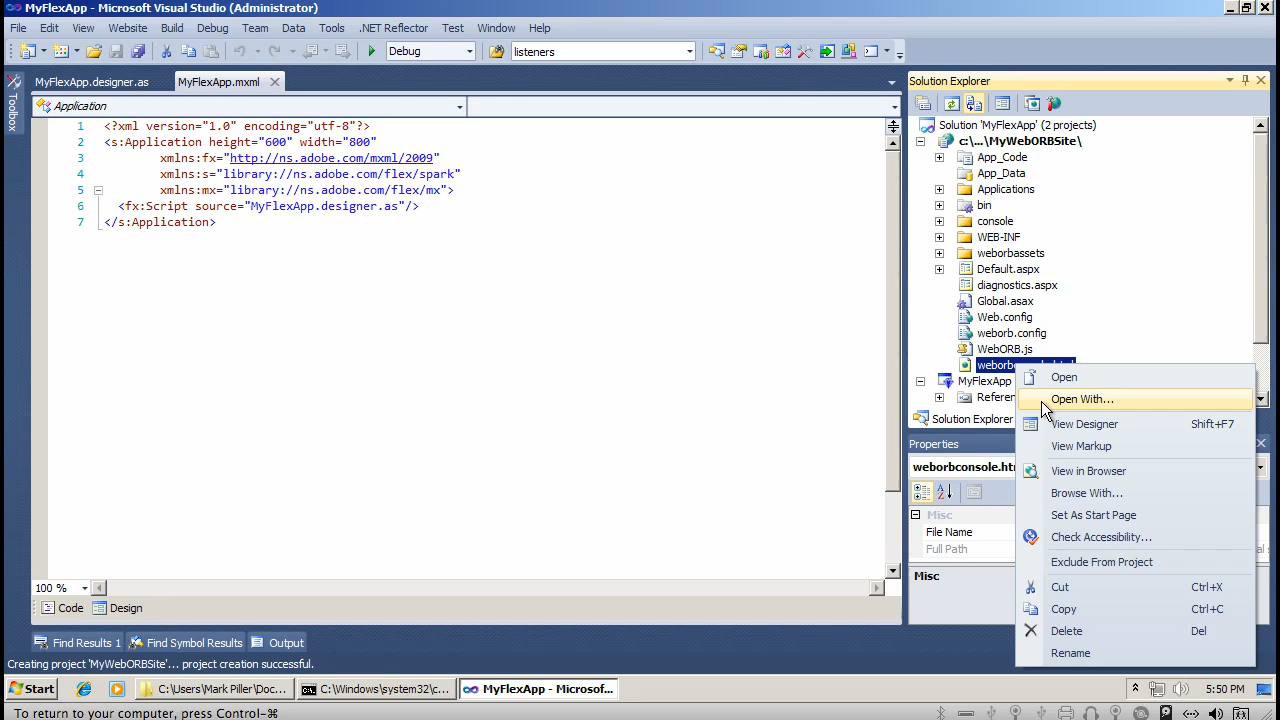 MyFlexApp - Microsoft Visual Studio (Administrator)
File Edit View Website Build Debug Team Data Tools .NET Reflector Test Window Help
Debug listeners
MyFlexApp.designer.as MyFlexApp.mxml
Toolbox
Application
1 <?xml version="1.0" encoding="utf-8"?>
2 <s:Application height="600" width="800"
3 xmlns:fx="http://ns.adobe.com/mxml/2009"
4 xmlns:s="library://ns.adobe.com/flex/spark"
5 xmlns:mx="library://ns.adobe.com/flex/mx">
6 <fx:Script source="MyFlexApp.designer.as"/>
7 </s:Application>
100 %
Code Design
Find Results 1 Find Symbol Results Output
Creating project 'MyWebORBSite'... project creation successful.
Solution Explorer
Solution 'MyFlexApp' (2 projects)
c:\...\MyWebORBSite\
App_Code
App_Data
Applications
bin
console
WEB-INF
weborbassets
Default.aspx
diagnostics.aspx
Global.asax
Web.config
weborb.config
WebORB.js
MyFlexApp
Solution Explorer
Properties
weborbconsole.
Misc
File Name
Full Path
Misc
Open
Open With...
View Designer Shift+F7
View Markup
View in Browser
Browse With...
Set As Start Page
Check Accessibility...
Exclude From Project
Cut Ctrl+X
Copy Ctrl+C
Delete Del
Rename
Start C:\Users\Mark Piller\Doc... C:\Windows\system32\c... MyFlexApp - Microsof... 5:50 PM
To return to your computer, press Control-⌘